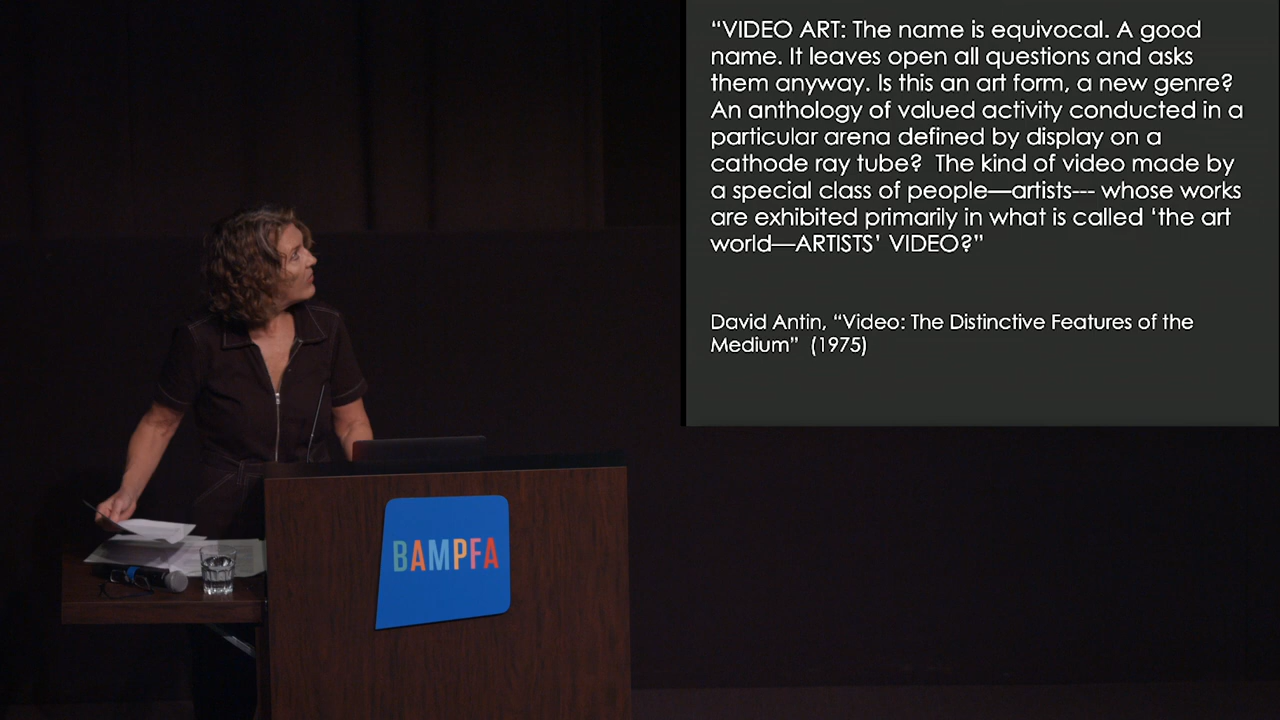 “VIDEO ART: The name is equivocal. A good
name. It leaves open all questions and asks
them anyway. Is this an art form, a new genre?
An anthology of valued activity conducted in a
particular arena defined by display on a
cathode ray tube?  The kind of video made by
a special class of people—artists--- whose works
are exhibited primarily in what is called ‘the art
world—ARTISTS’ VIDEO?”
David Antin, “Video: The Distinctive Features of the
Medium”  (1975)
BAMPFA